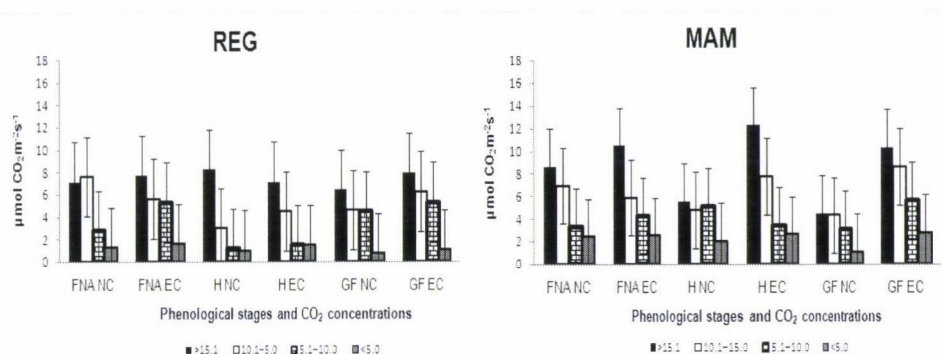 REG
18
16
14
12
10
8
6
4
2
0
µmol CO₂m⁻²s⁻¹
FNA NC FNA EC H NC H EC GF NC GF EC
Phenological stages and CO₂ concentrations
>15.1 10.1–5.0 5.1–10.0 <5.0
MAM
18
16
14
12
10
8
6
4
2
0
µmol CO₂m⁻²s⁻¹
FNA NC FNA EC H NC H EC GF NC GF EC
Phenological stages and CO₂ concentrations
>15.1 10.1–15.0 5.1–10.0 <5.0